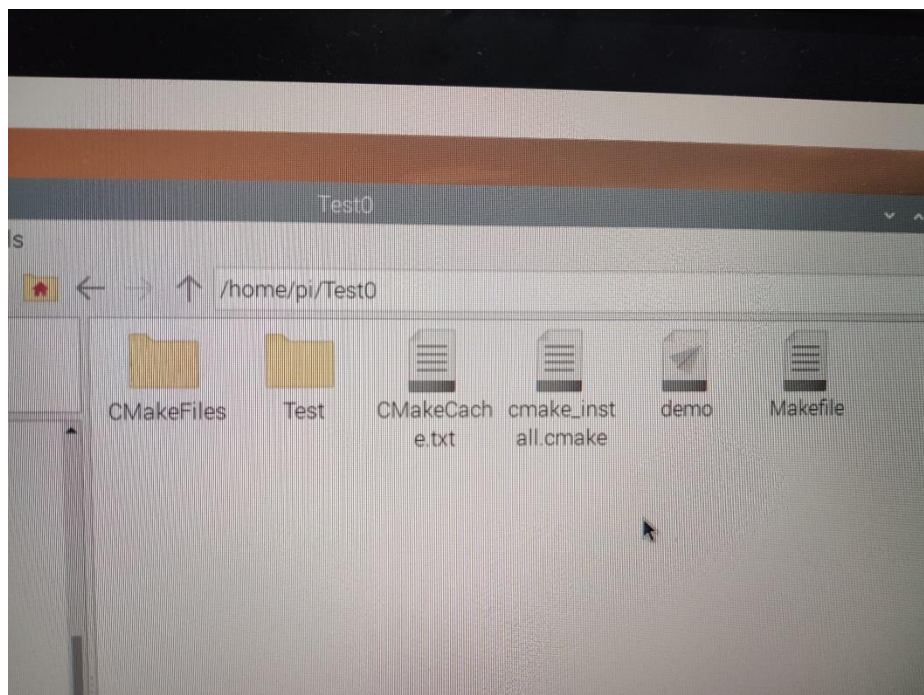 Test0
ls
/home/pi/Test0
CMakeFiles
Test
CMakeCach
e.txt
cmake_inst
all.cmake
demo
Makefile